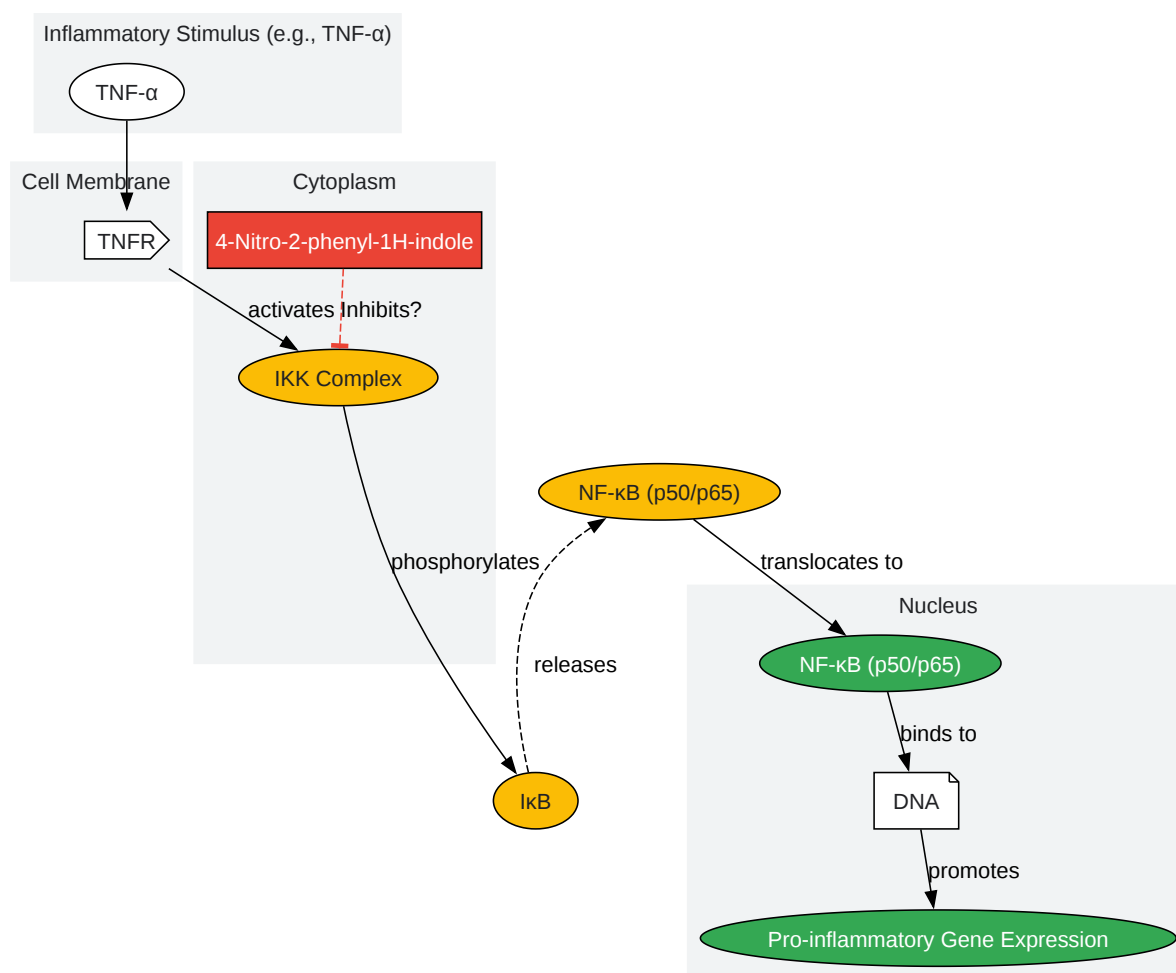 Inflammatory Stimulus (e.g., TNF-α)
TNF-α
Cell Membrane
Cytoplasm
TNFR
4-Nitro-2-phenyl-1H-indole
activates
Inhibits?
IKK Complex
NF-κB (p50/p65)
phosphorylates
translocates to
Nucleus
releases
NF-κB (p50/p65)
binds to
IκB
DNA
promotes
Pro-inflammatory Gene Expression